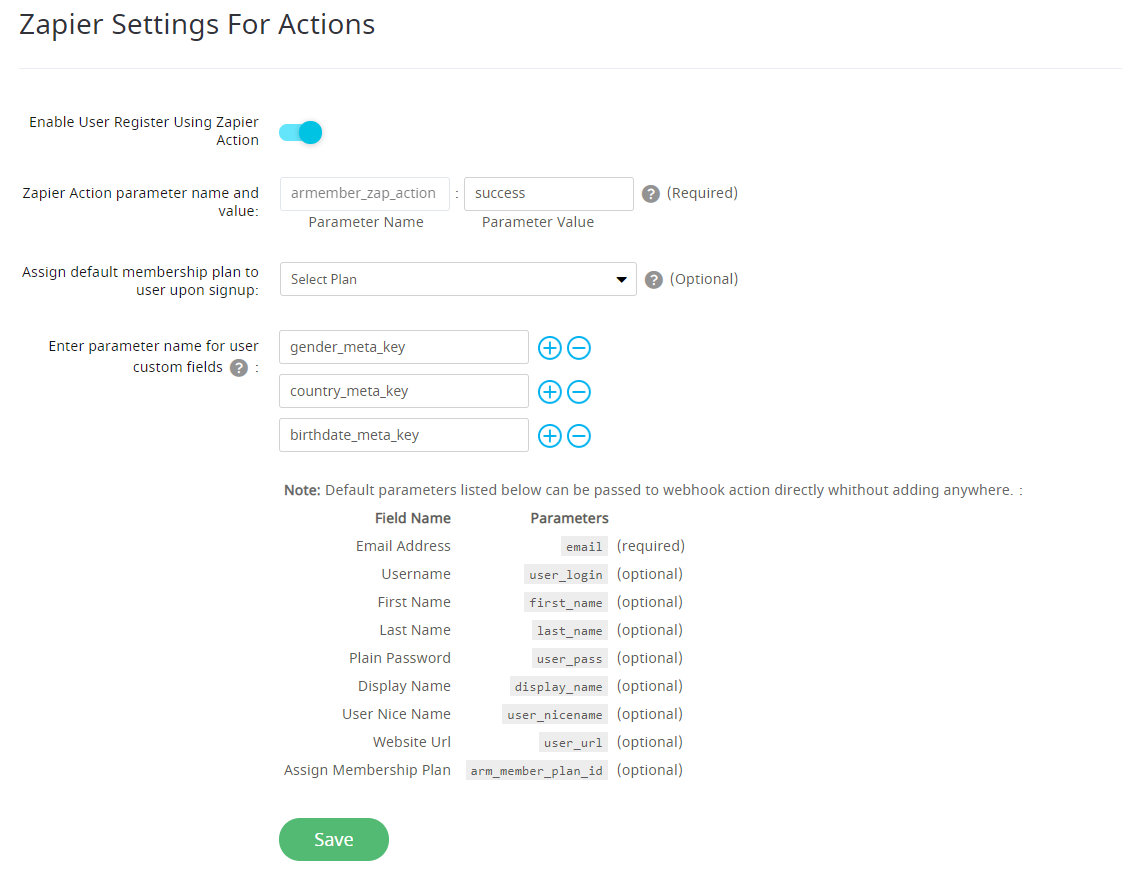 Zapier Settings For Actions
Enable User Register Using Zapier
Action
Zapier Action parameter name and
value:
armember_zap_action : success ? (Required)
Parameter Name Parameter Value
Assign default membership plan to
user upon signup:
Select Plan ? (Optional)
Enter parameter name for user
custom fields ? :
gender_meta_key
country_meta_key
birthdate_meta_key
Note: Default parameters listed below can be passed to webhook action directly whithout adding anywhere. :
Field Name Parameters
Email Address email (required)
Username user_login (optional)
First Name first_name (optional)
Last Name last_name (optional)
Plain Password user_pass (optional)
Display Name display_name (optional)
User Nice Name user_nicename (optional)
Website Url user_url (optional)
Assign Membership Plan arm_member_plan_id (optional)
Save